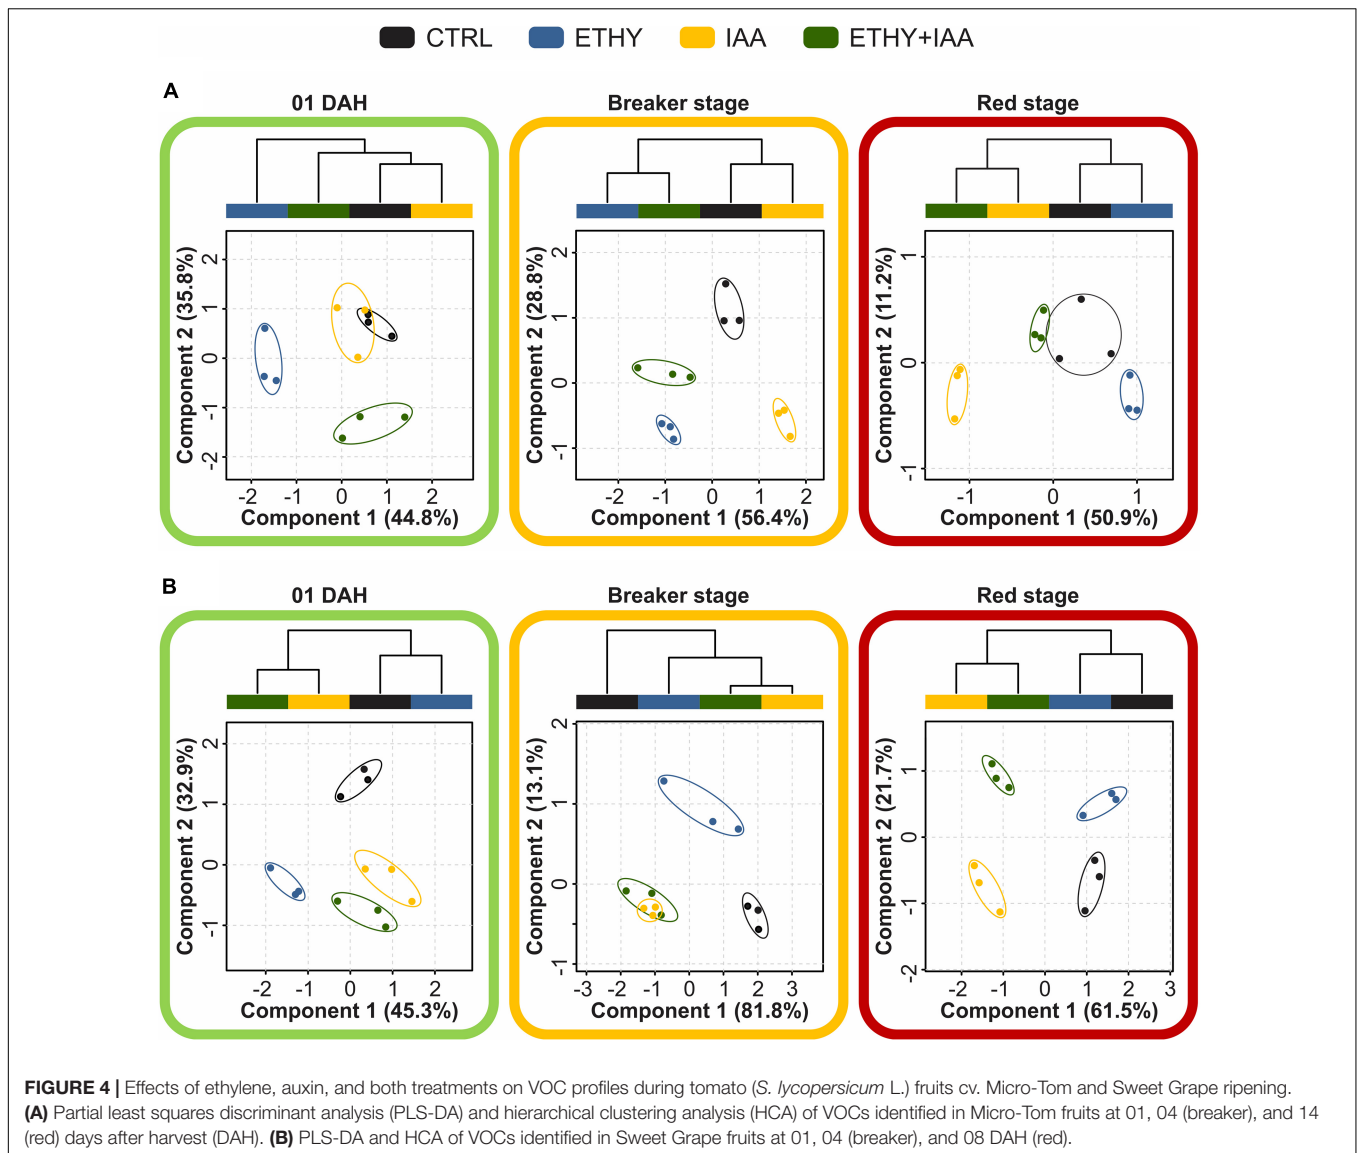 CTRL ETHY IAA ETHY+IAA
A
01 DAH Breaker stage Red stage
Component 2 (35.8%)
2
1
0
-1
-2
-2 -1 0 1 2
Component 1 (44.8%)
Component 2 (28.8%)
2
1
0
-1
-2 -1 0 1 2
Component 1 (56.4%)
Component 2 (11.2%)
1
0
-1
-1 0 1
Component 1 (50.9%)
B
01 DAH Breaker stage Red stage
Component 2 (32.9%)
2
1
0
-1
-2 -1 0 1 2
Component 1 (45.3%)
Component 2 (13.1%)
2
1
0
-1
-3 -2 -1 0 1 2 3
Component 1 (81.8%)
Component 2 (21.7%)
1
0
-1
-2
-2 -1 0 1 2 3
Component 1 (61.5%)
FIGURE 4 | Effects of ethylene, auxin, and both treatments on VOC profiles during tomato (S. lycopersicum L.) fruits cv. Micro-Tom and Sweet Grape ripening.
(A) Partial least squares discriminant analysis (PLS-DA) and hierarchical clustering analysis (HCA) of VOCs identified in Micro-Tom fruits at 01, 04 (breaker), and 14
(red) days after harvest (DAH). (B) PLS-DA and HCA of VOCs identified in Sweet Grape fruits at 01, 04 (breaker), and 08 DAH (red).